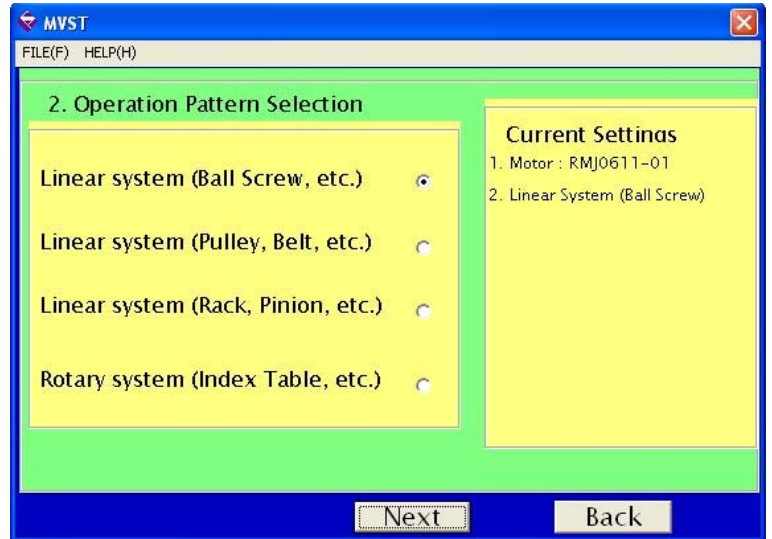 MVST
FILE(F) HELP(H)
2. Operation Pattern Selection
Linear system (Ball Screw, etc.)
Linear system (Pulley, Belt, etc.)
Linear system (Rack, Pinion, etc.)
Rotary system (Index Table, etc.)
Current Settings
1. Motor : RMJ0611-01
2. Linear System (Ball Screw)
Next
Back